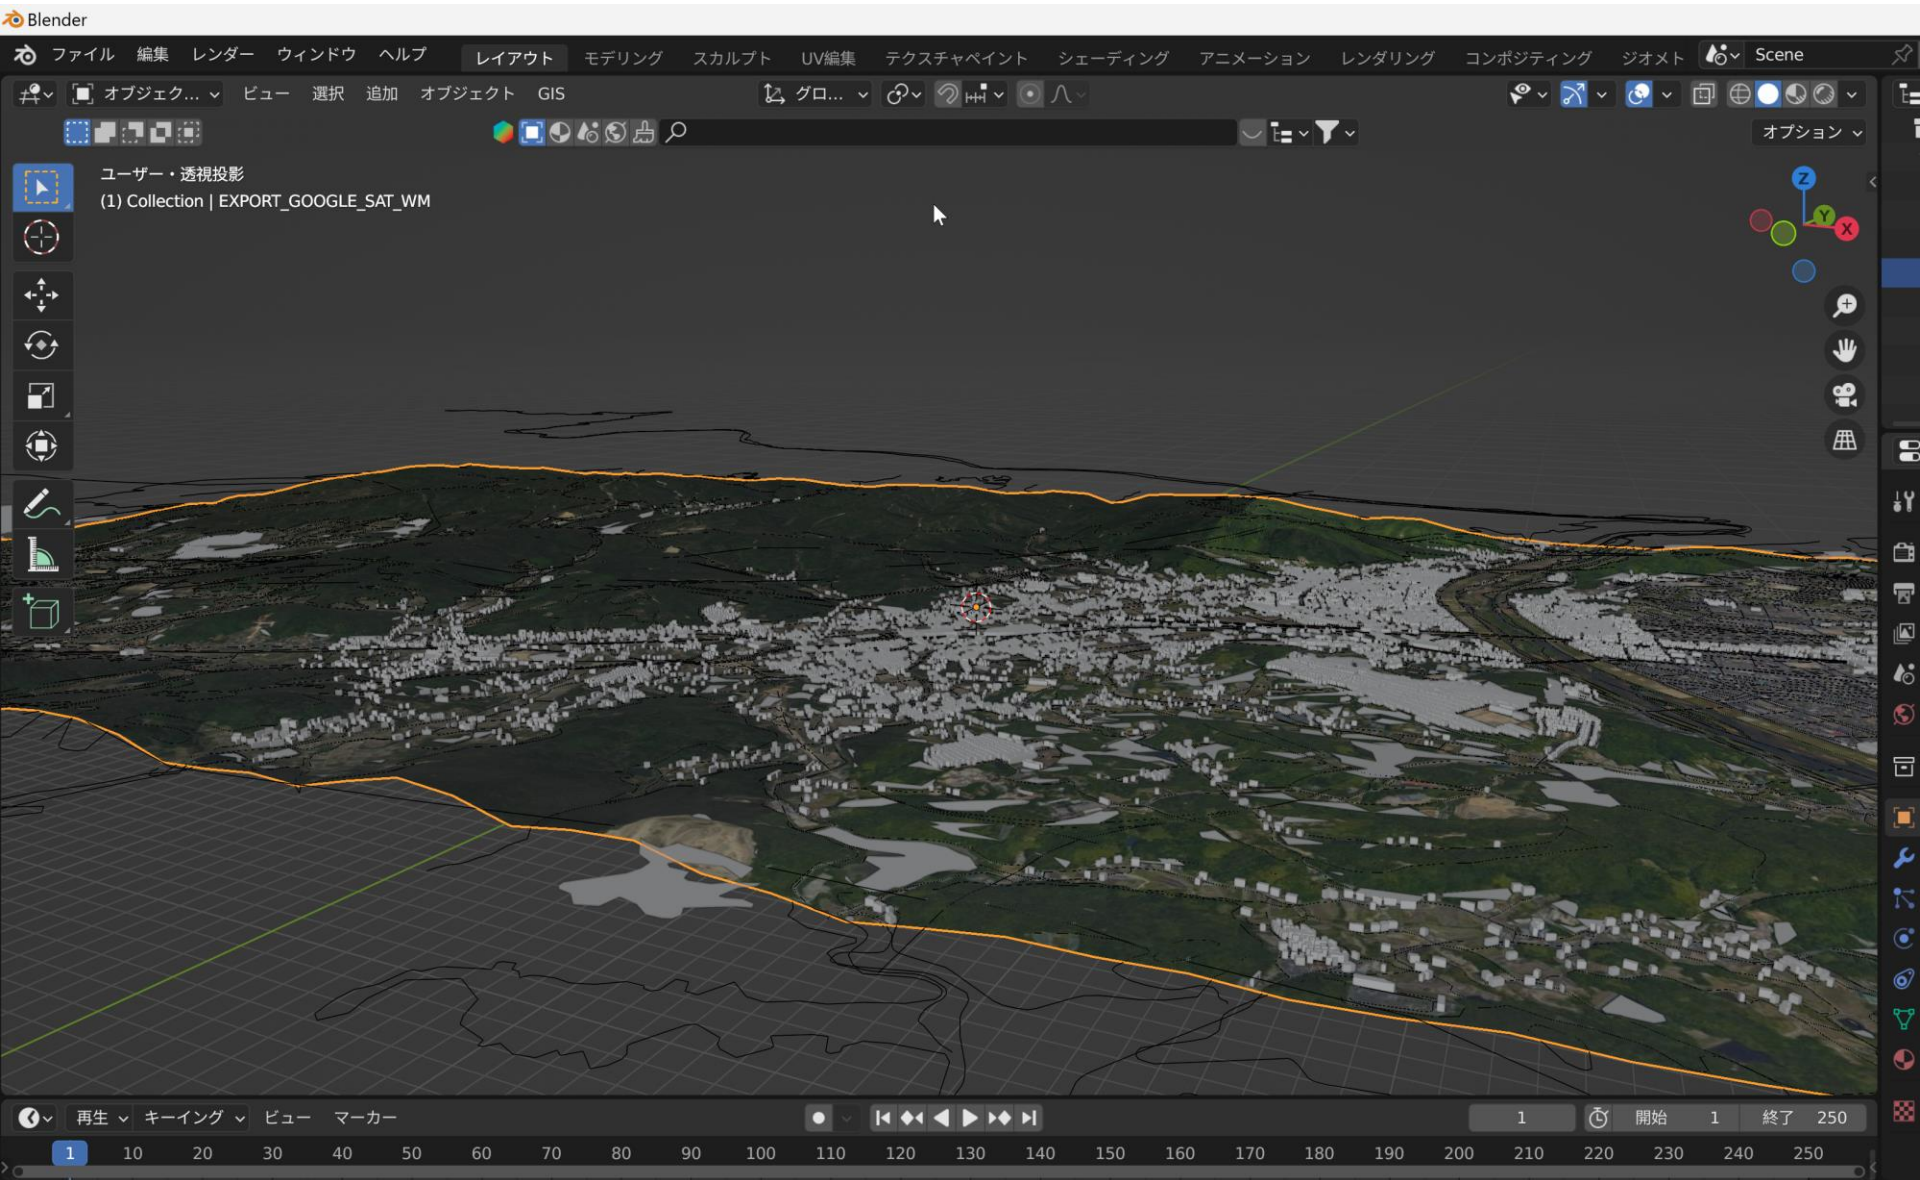 Blender
ファイル 編集 レンダー ウィンドウ ヘルプ レイアウト モデリング スカルプト UV編集 テクスチャペイント シェーディング アニメーション レンダリング コンポジティング ジオメト Scene
オブジェク... ビュー 選択 追加 オブジェクト GIS グロ...
オプション
ユーザー・透視投影
(1) Collection | EXPORT_GOOGLE_SAT_WM
Z
Y
X
再生 キーイング ビュー マーカー 1 開始 1 終了 250
1 10 20 30 40 50 60 70 80 90 100 110 120 130 140 150 160 170 180 190 200 210 220 230 240 250